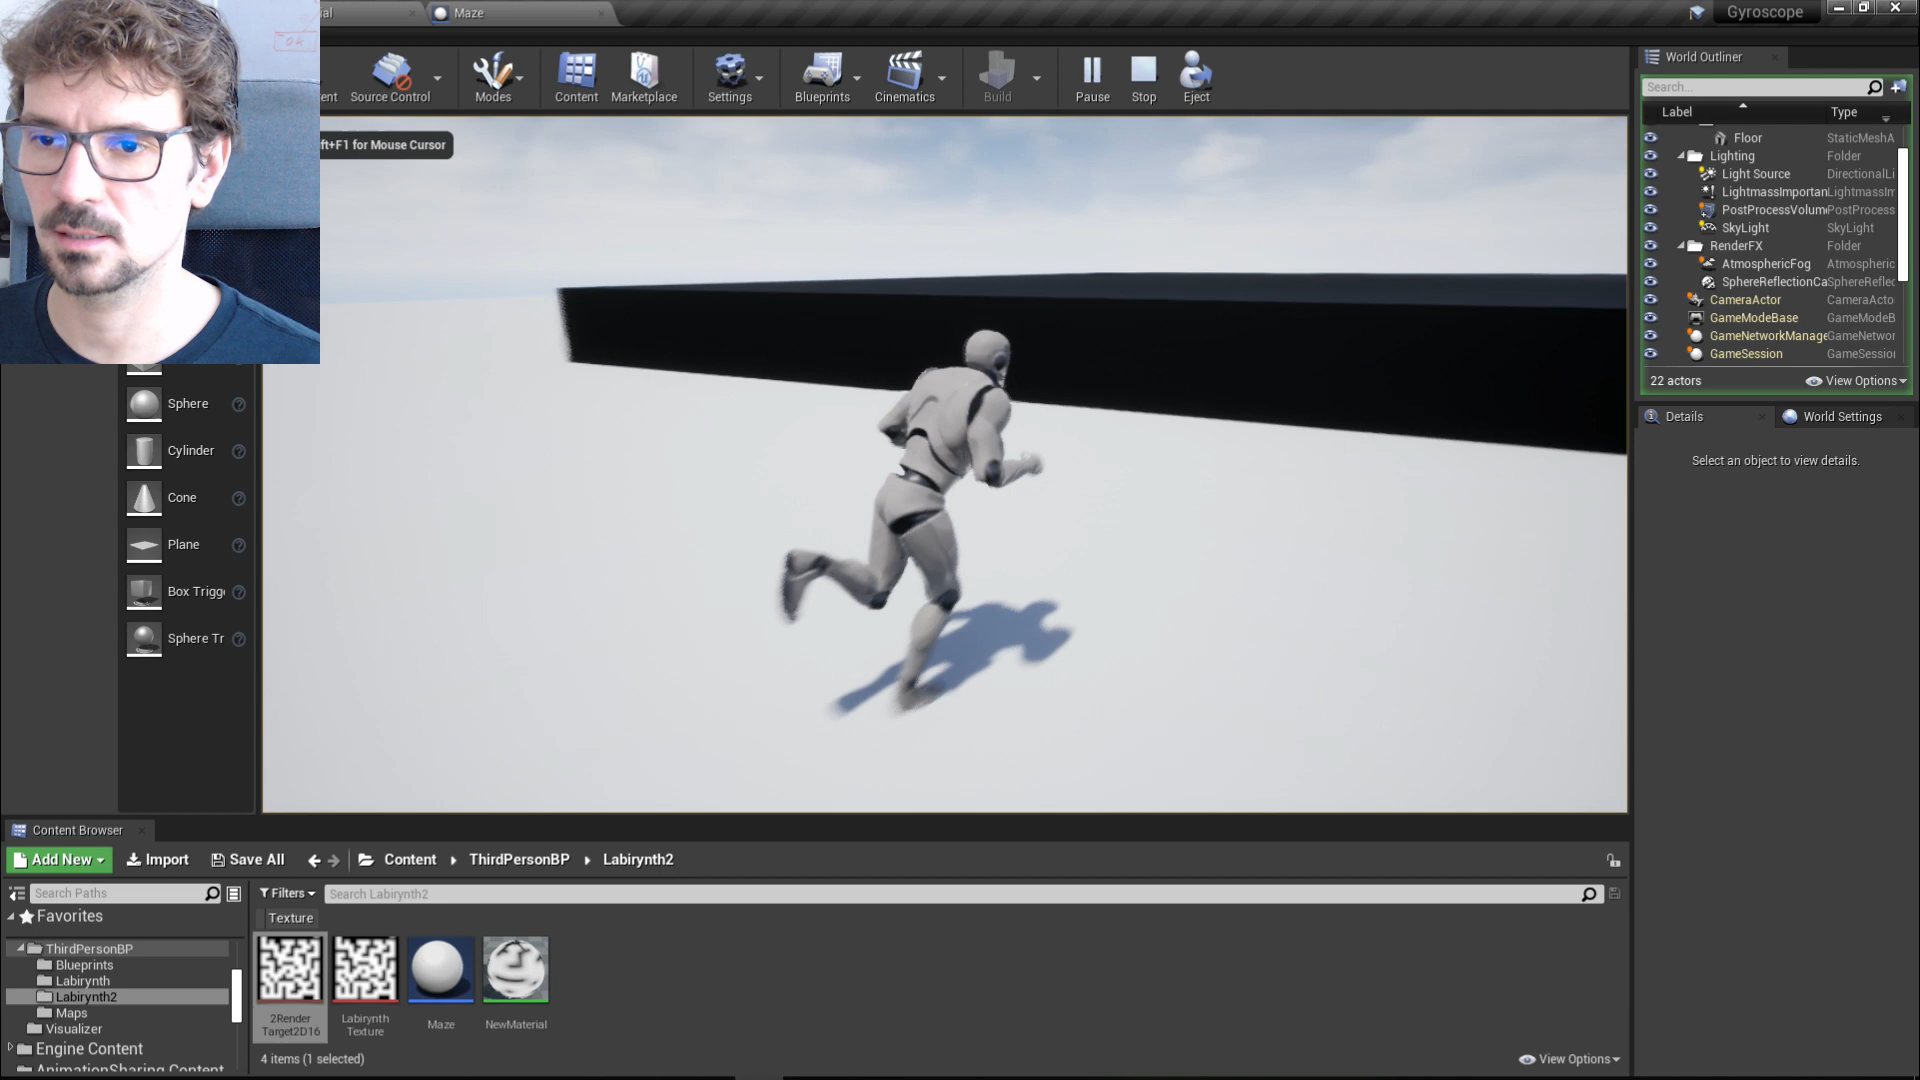 ial
Maze
Gyroscope
ent
Source Control
Modes
Content
Marketplace
Settings
Blueprints
Cinematics
Build
Pause
Stop
Eject
ft+F1 for Mouse Cursor
World Outliner
Search...
Label
Type
Floor
StaticMeshA
Lighting
Folder
Light Source
DirectionalLi
LightmassImportan
LightmassIm
PostProcessVolum
PostProcess
SkyLight
SkyLight
RenderFX
Folder
AtmosphericFog
Atmospheric
SphereReflectionCa
SphereReflec
CameraActor
CameraActo
GameModeBase
GameModeB
GameNetworkManage
GameNetwor
GameSession
GameSession
22 actors
View Options
Details
World Settings
Select an object to view details.
Sphere
Cylinder
Cone
Plane
Box Trigg
Sphere Tr
Content Browser
Add New
Import
Save All
Content
ThirdPersonBP
Labirynth2
Search Paths
Filters
Search Labirynth2
Favorites
Texture
ThirdPersonBP
Blueprints
Labirynth
Labirynth2
Maps
Visualizer
Engine Content
AnimationSharing Content
2Render
Target2D16
Labirynth
Texture
Maze
NewMaterial
4 items (1 selected)
View Options